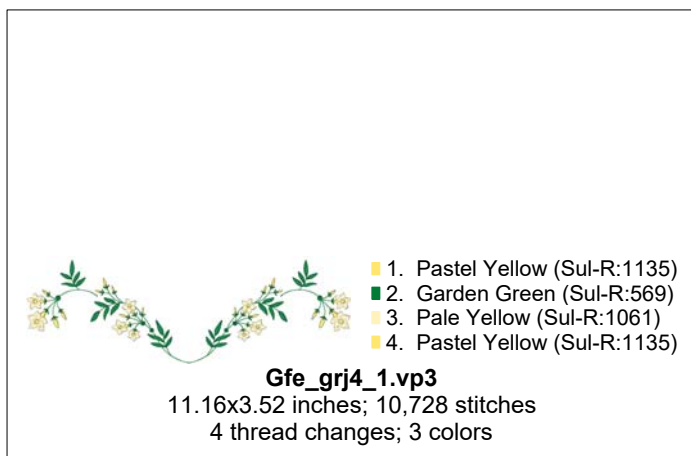 1. Pastel Yellow (Sul-R:1135)
2. Garden Green (Sul-R:569)
3. Pale Yellow (Sul-R:1061)
4. Pastel Yellow (Sul-R:1135)
Gfe_grj4_1.vp3
11.16x3.52 inches; 10,728 stitches
4 thread changes; 3 colors